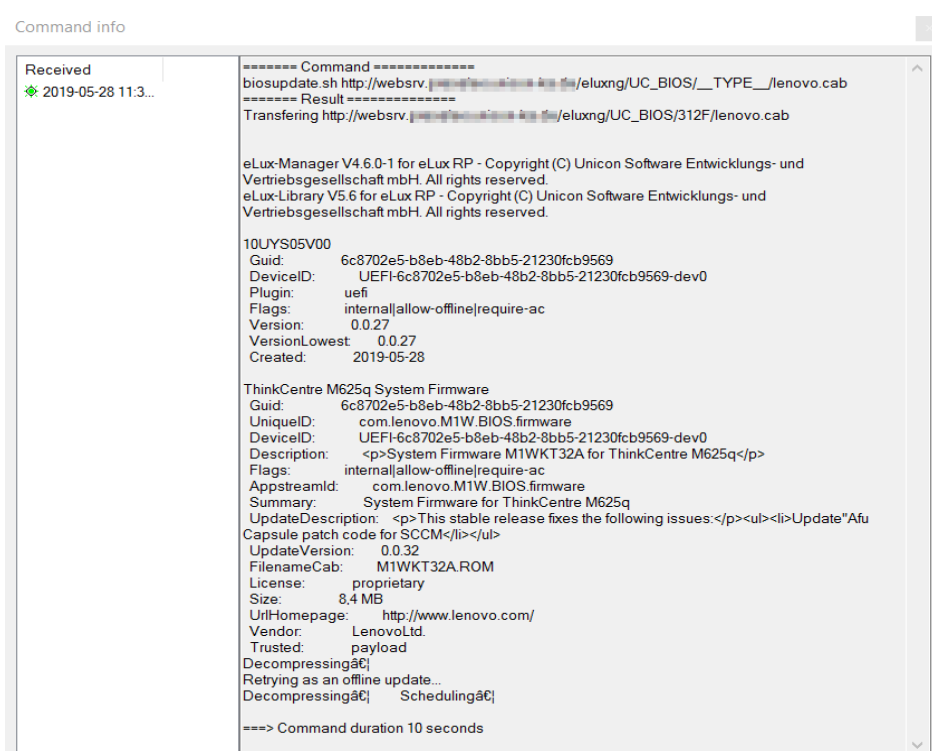 Command info
Received
2019-05-28 11:3...
======= Command =============
biosupdate.sh http://websrv. /eluxng/UC_BIOS/__TYPE__/lenovo.cab
======= Result ==============
Transfering http://websrv. /eluxng/UC_BIOS/312F/lenovo.cab
eLux-Manager V4.6.0-1 for eLux RP - Copyright (C) Unicon Software Entwicklungs- und
Vertriebsgesellschaft mbH. All rights reserved.
eLux-Library V5.6 for eLux RP - Copyright (C) Unicon Software Entwicklungs- und
Vertriebsgesellschaft mbH. All rights reserved.
10UYS05V00
Guid: 6c8702e5-b8eb-48b2-8bb5-21230fcb9569
DeviceID: UEFI-6c8702e5-b8eb-48b2-8bb5-21230fcb9569-dev0
Plugin: uefi
Flags: internal|allow-offline|require-ac
Version: 0.0.27
VersionLowest: 0.0.27
Created: 2019-05-28
ThinkCentre M625q System Firmware
Guid: 6c8702e5-b8eb-48b2-8bb5-21230fcb9569
UniqueID: com.lenovo.M1W.BIOS.firmware
DeviceID: UEFI-6c8702e5-b8eb-48b2-8bb5-21230fcb9569-dev0
Description: <p>System Firmware M1WKT32A for ThinkCentre M625q</p>
Flags: internal|allow-offline|require-ac
AppstreamId: com.lenovo.M1W.BIOS.firmware
Summary: System Firmware for ThinkCentre M625q
UpdateDescription: <p>This stable release fixes the following issues:</p><ul><li>Update"Afu
Capsule patch code for SCCM</li></ul>
UpdateVersion: 0.0.32
FilenameCab: M1WKT32A.ROM
License: proprietary
Size: 8,4 MB
UrlHomepage: http://www.lenovo.com/
Vendor: LenovoLtd.
Trusted: payload
Decompressingâ€¦
Retrying as an offline update...
Decompressingâ€¦ Schedulingâ€¦
===> Command duration 10 seconds